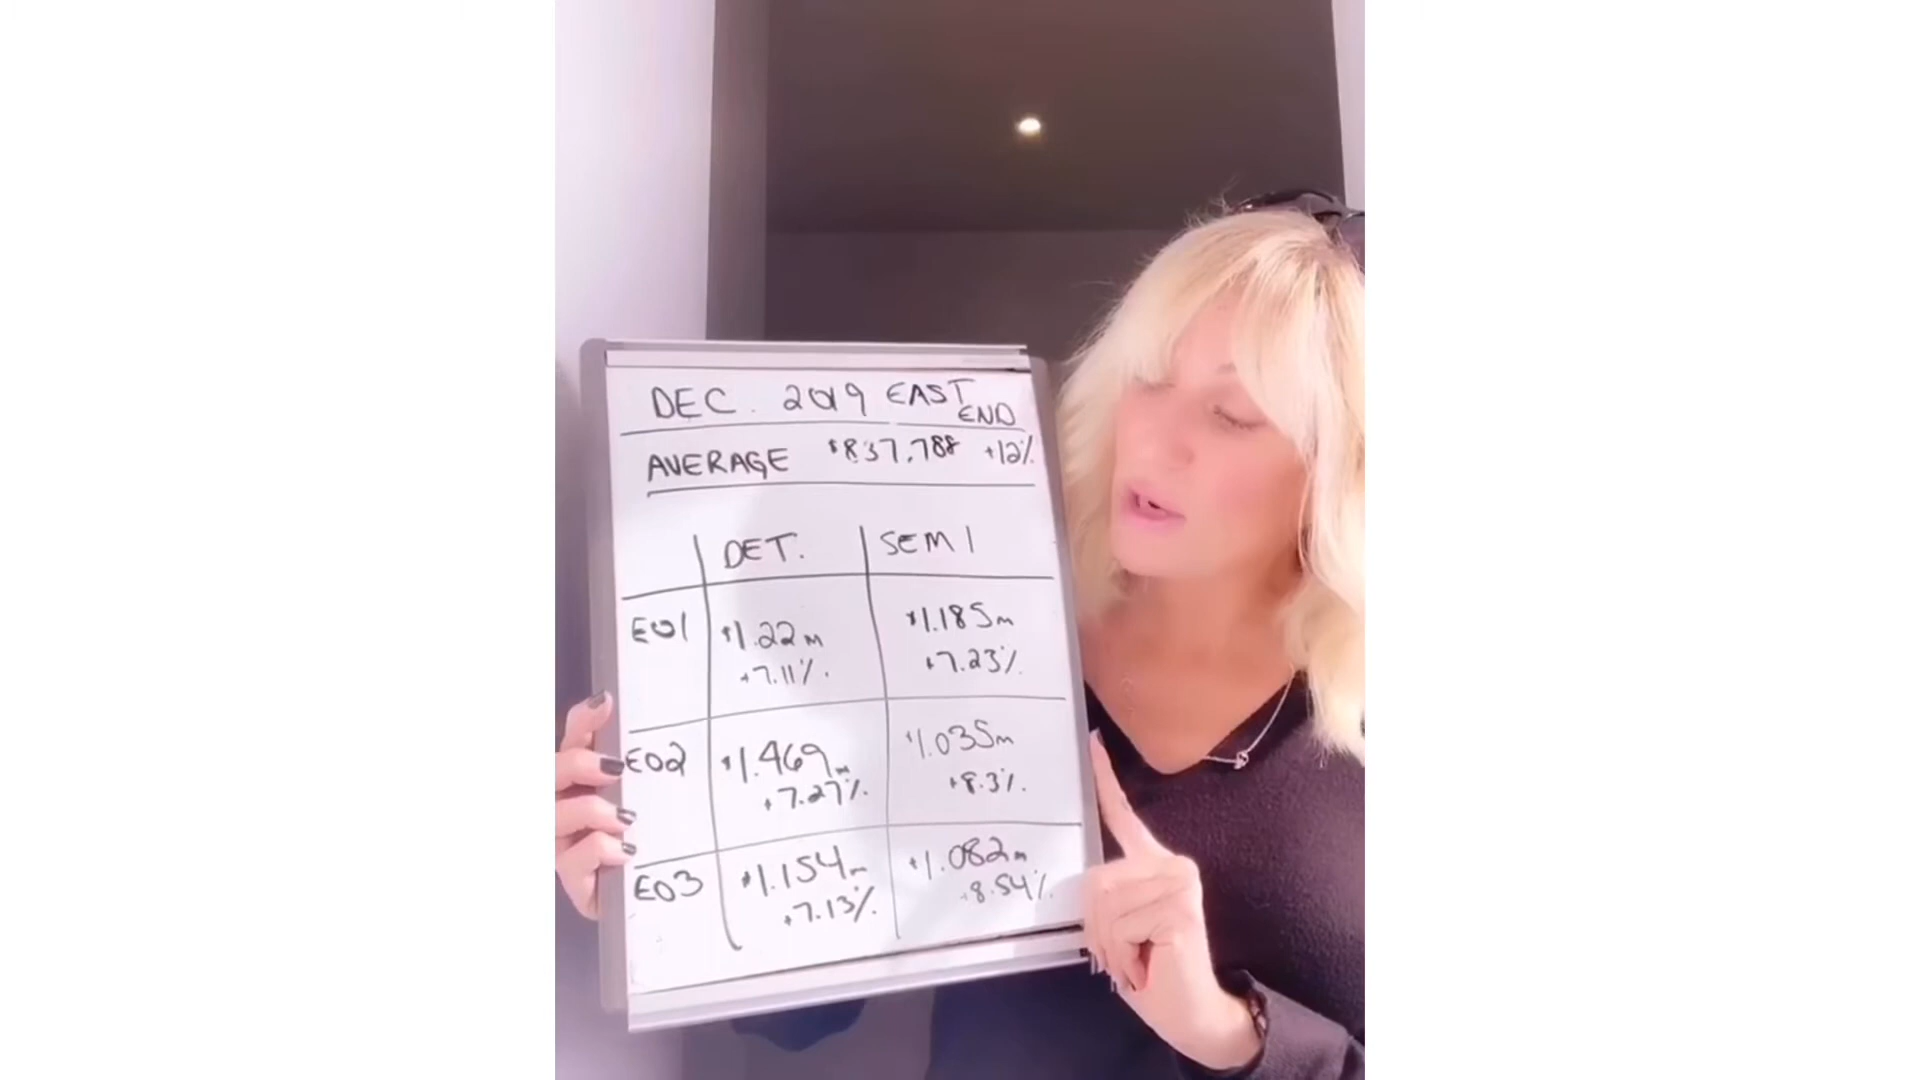 DEC. 2019 EAST END
AVERAGE $837,788 +12%
DET. SEMI
E01 $1.22m $1.185m
+7.11% +7.23%
E02 $1.469m $1.035m
+7.27% +8.3%
E03 $1.154m $1.082m
+7.13% +8.54%